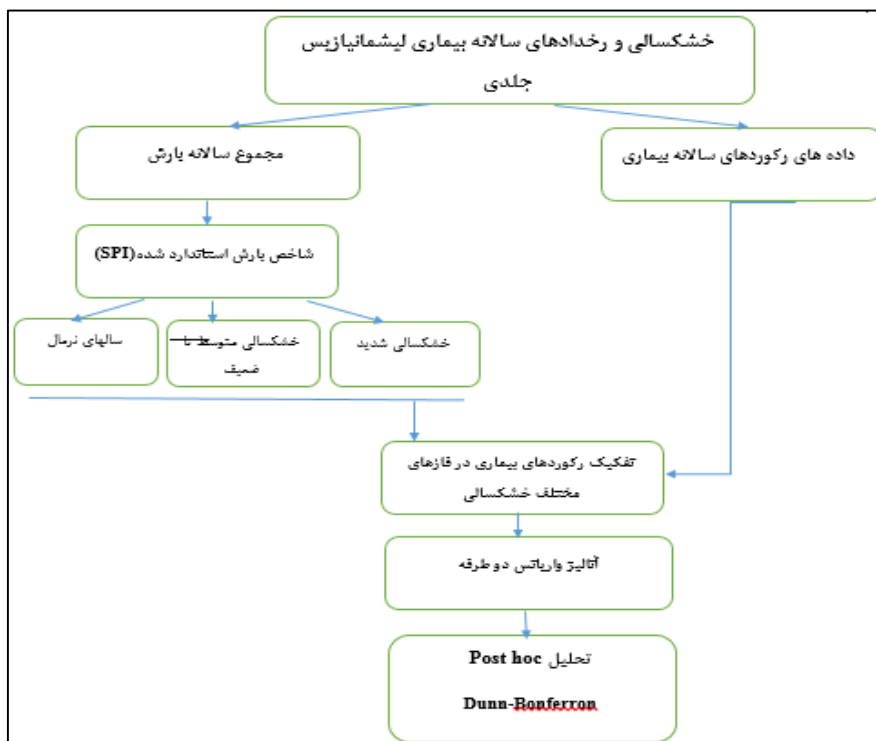 خشکسالی و رخدادهای سالانه بیماری لیشمانیازیس
جلدی
مجموع سالانه بارش
داده های رکوردهای سالانه بیماری
شاخص بارش استاندارد شده(SPI)
خشکسالی شدید
خشکسالی متوسط تا
ضعیف
سالهای نرمال
تفکیک رکوردهای بیماری در فازهای
مختلف خشکسالی
آنالیز واریانس دو طرفه
تحلیل Post hoc
Dunn-Bonferron